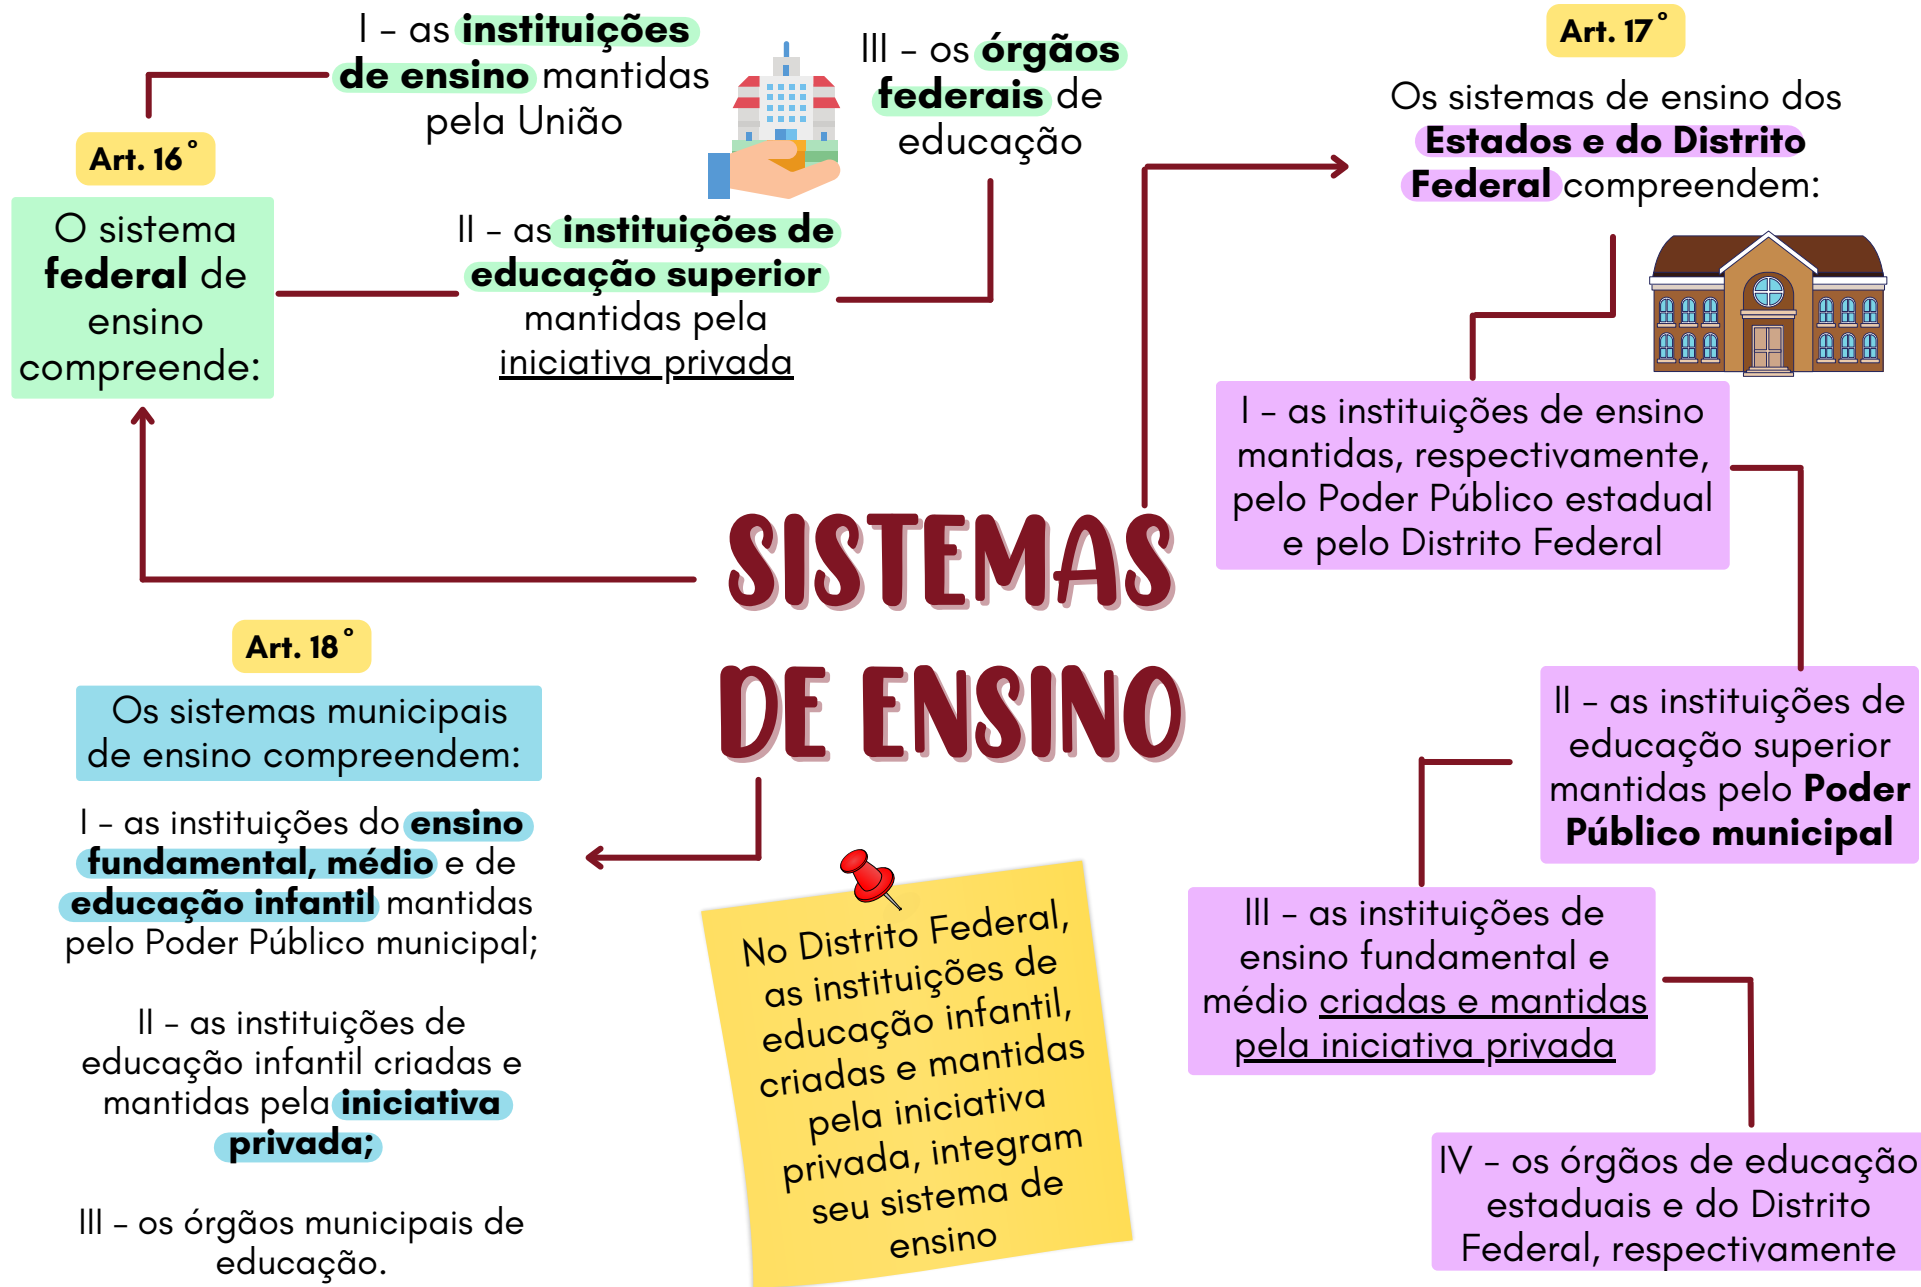 I - as instituições
de ensino mantidas
pela União
III - os órgãos
federais de
educação
Art. 16°
O sistema
federal de
ensino
compreende:
II - as instituições de
educação superior
mantidas pela
iniciativa privada
Art. 17°
Os sistemas de ensino dos
Estados e do Distrito
Federal compreendem:
I - as instituições de ensino
mantidas, respectivamente,
pelo Poder Público estadual
e pelo Distrito Federal
SISTEMAS
DE ENSINO
II - as instituições de
educação superior
mantidas pelo Poder
Público municipal
III - as instituições de
ensino fundamental e
médio criadas e mantidas
pela iniciativa privada
IV - os órgãos de educação
estaduais e do Distrito
Federal, respectivamente
Art. 18°
Os sistemas municipais
de ensino compreendem:
I - as instituições do ensino
fundamental, médio e de
educação infantil mantidas
pelo Poder Público municipal;
II - as instituições de
educação infantil criadas e
mantidas pela iniciativa
privada;
III - os órgãos municipais de
educação.
No Distrito Federal,
as instituições de
educação infantil,
criadas e mantidas
pela iniciativa
privada, integram
seu sistema de
ensino